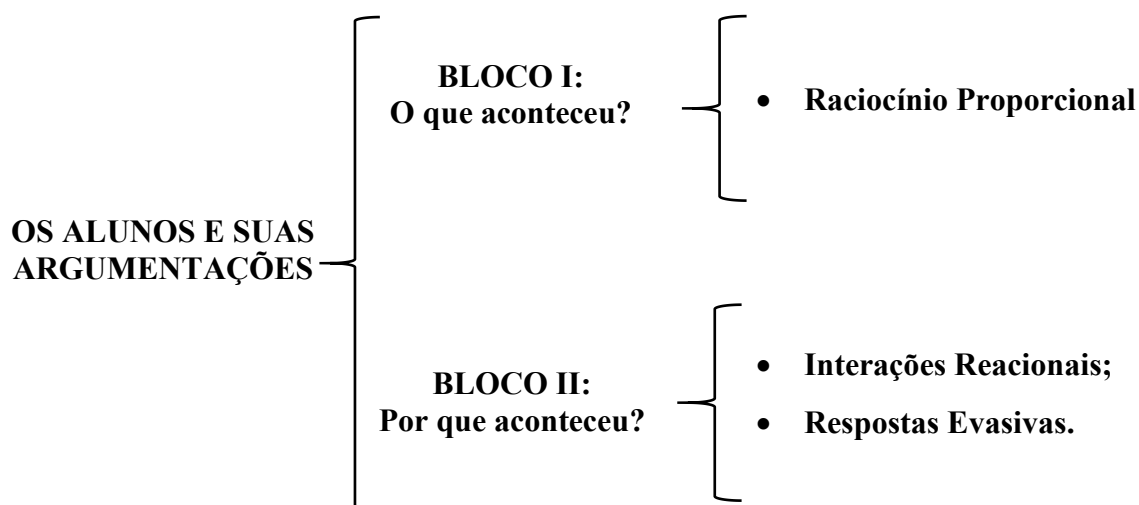 BLOCO I:
O que aconteceu?
• Raciocínio Proporcional
OS ALUNOS E SUAS
ARGUMENTAÇÕES
BLOCO II:
Por que aconteceu?
• Interações Reacionais;
• Respostas Evasivas.